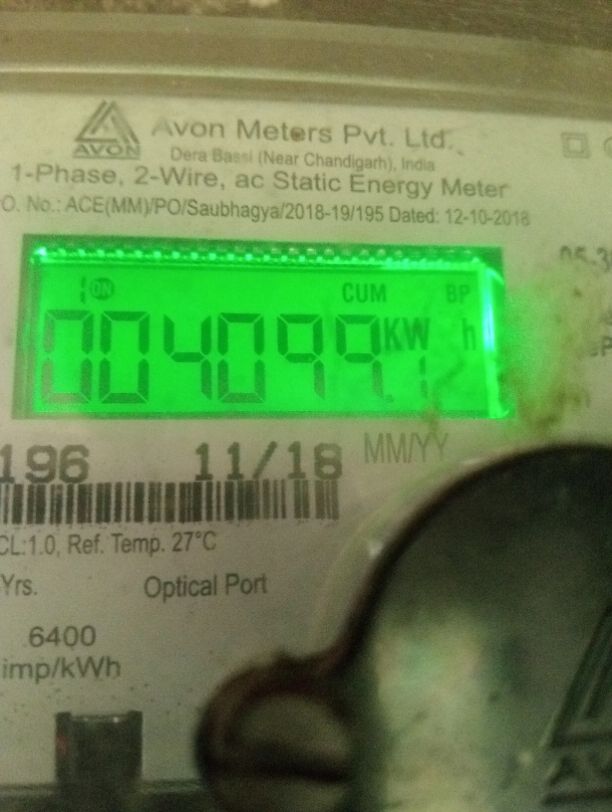 AVON
Avon Meters Pvt. Ltd.
Dera Bassi (Near Chandigarh), India
1-Phase, 2-Wire, ac Static Energy Meter
O. No.: ACE(MM)/PO/Saubhagya/2018-19/195 Dated: 12-10-2018
1 ON CUM BP
004099.1 KW h
196 11/18 MM/YY
CL:1.0, Ref. Temp. 27°C
Yrs. Optical Port
6400
imp/kWh